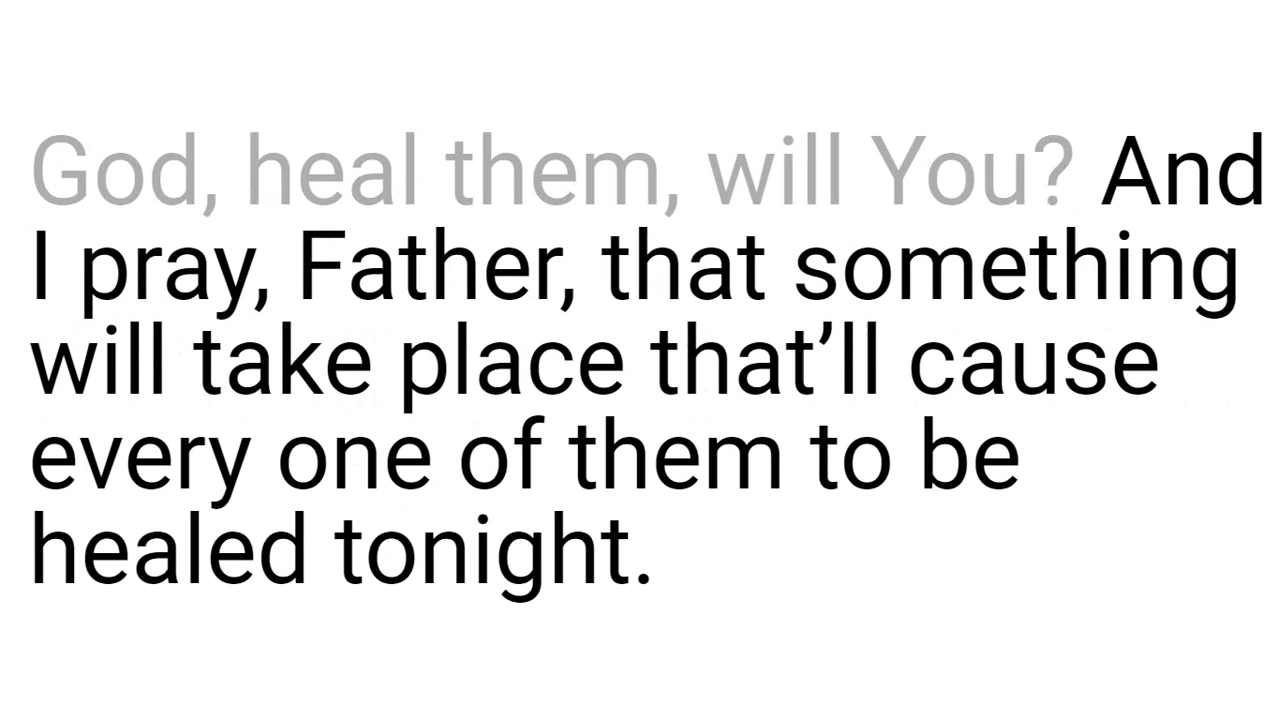 God, heal them, will You? And
I pray, Father, that something
will take place that’ll cause
every one of them to be
healed tonight.